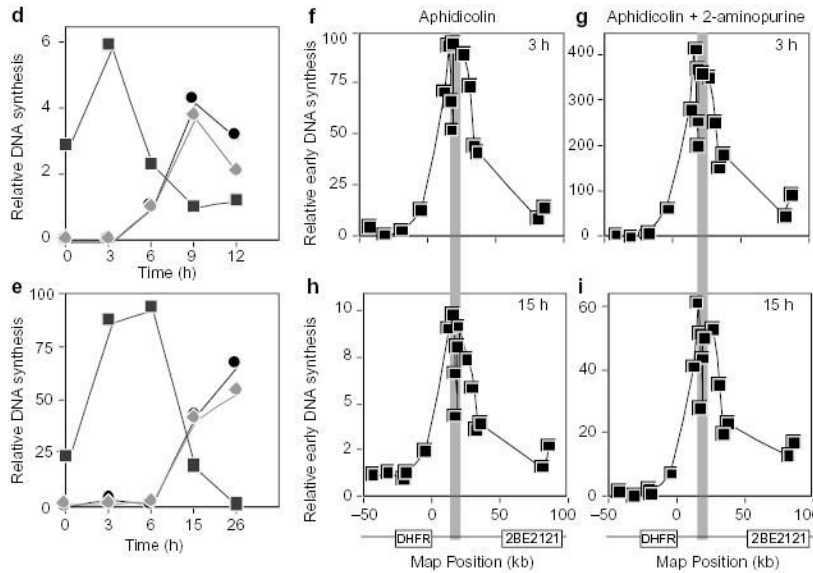 d
Relative DNA synthesis
6
4
2
0
0 3 6 9 12
Time (h)
e
Relative DNA synthesis
100
75
50
25
0
0 3 6 15 26
Time (h)
f
Aphidicolin
3 h
Relative early DNA synthesis
100
75
50
25
0
g
Aphidicolin + 2-aminopurine
3 h
400
300
200
100
0
h
15 h
Relative early DNA synthesis
10
8
5
2
0
–50 0 50 100
DHFR 2BE2121
Map Position (kb)
i
15 h
60
40
20
0
–50 0 50 100
DHFR 2BE2121
Map Position (kb)